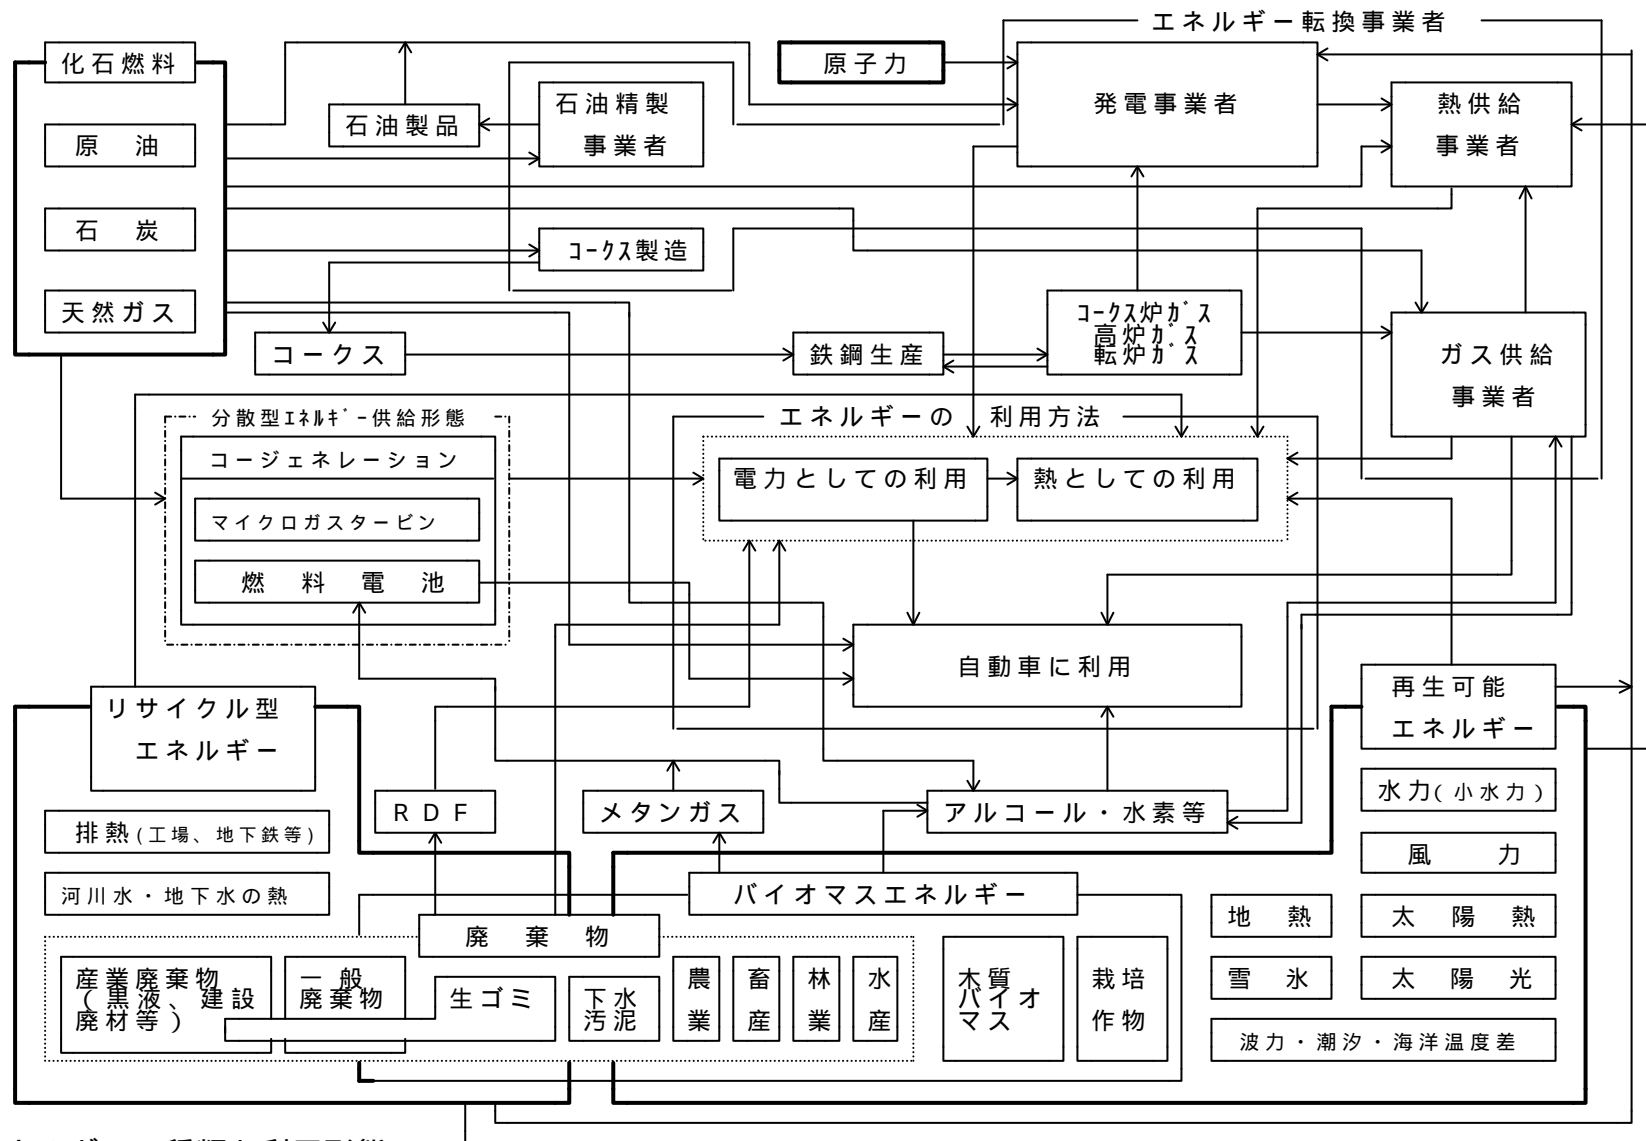 エネルギー転換事業者
化石燃料
原子力
原 油
石 炭
天然ガス
石油製品
石油精製
事業者
発電事業者
熱供給
事業者
コークス製造
コークス
鉄鋼生産
コークス炉ガス
高炉ガス
転炉ガス
ガス供給
事業者
分散型エネルギー供給形態
コージェネレーション
マイクロガスタービン
燃 料 電 池
エネルギーの 利用方法
電力としての利用
熱としての利用
自動車に利用
リサイクル型
エネルギー
再生可能
エネルギー
RDF
メタンガス
アルコール・水素等
排熱(工場、地下鉄等)
河川水・地下水の熱
バイオマスエネルギー
廃 棄 物
産業廃棄物
(黒液、建設
廃材等)
一般
廃棄物
生ゴミ
下水
汚泥
農
業
畜
産
林
業
水
産
木質
バイオ
マス
栽培
作物
水力(小水力)
風 力
地 熱
太 陽 熱
雪 氷
太 陽 光
波力・潮汐・海洋温度差